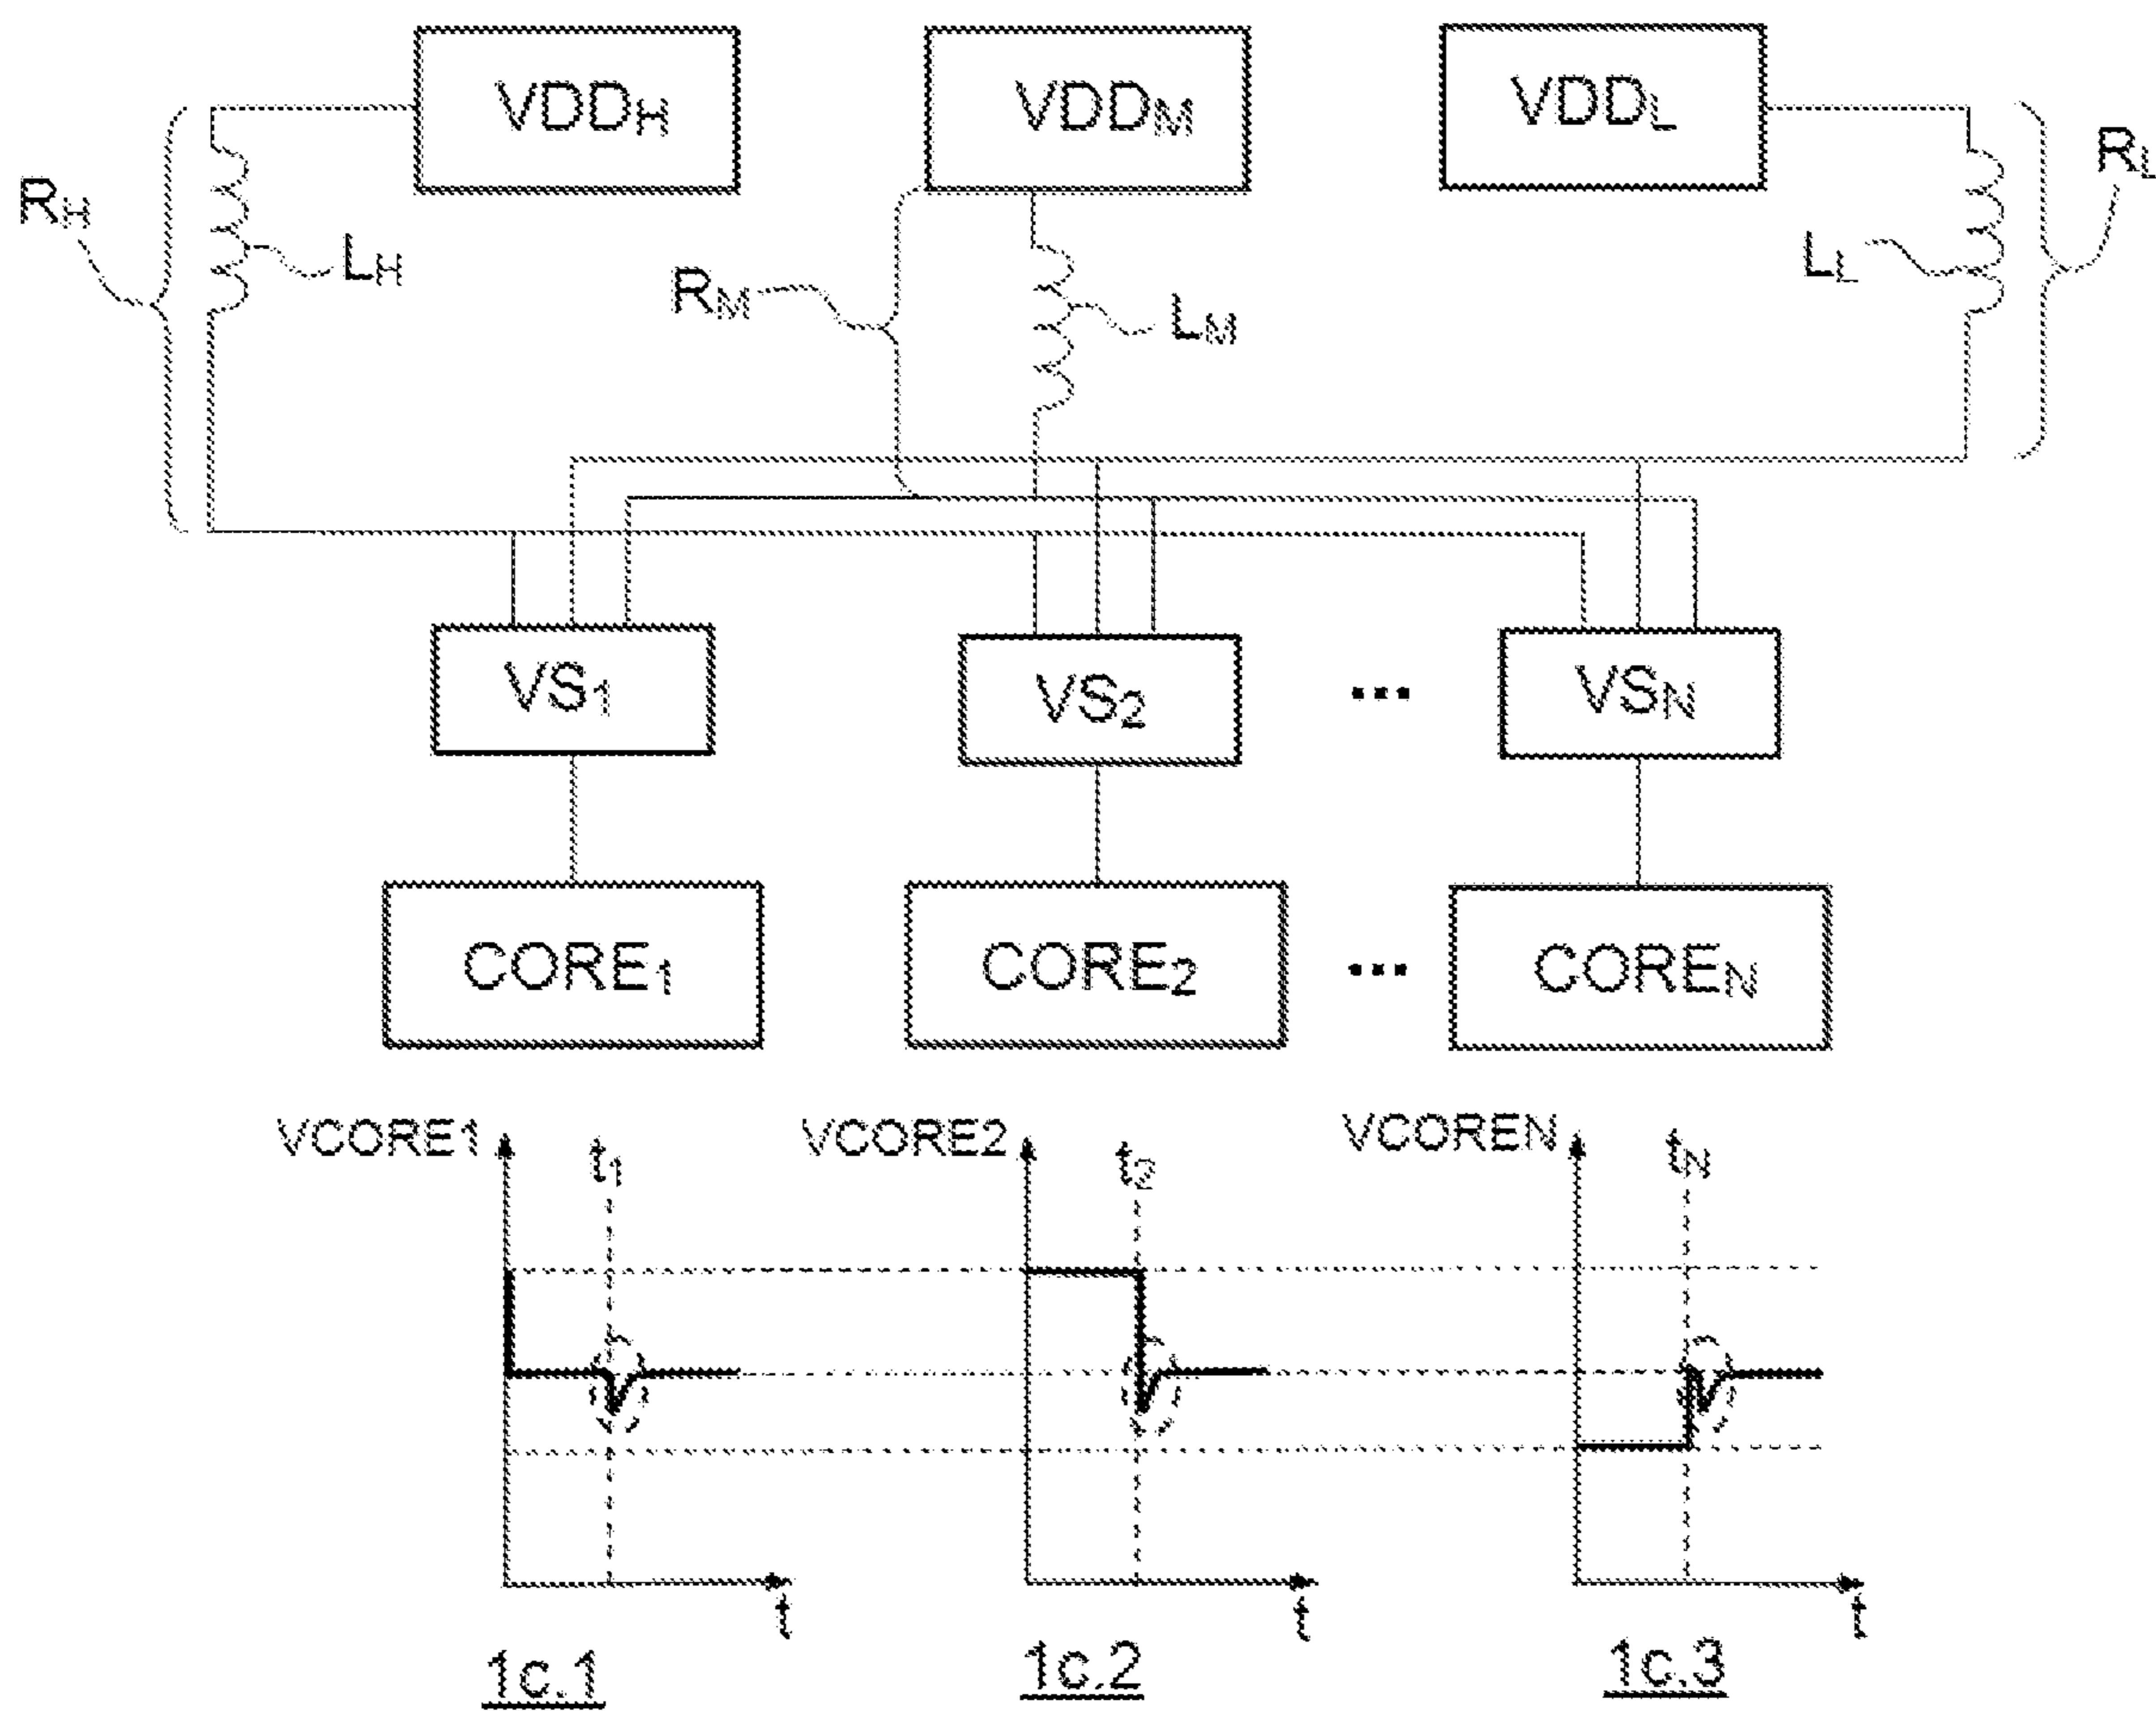 VDDH VDDM VDDL
RH LH RM LM LL RL
VS1 VS2 ... VSN
CORE1 CORE2 ... COREN
VCORE1 t1 VCORE2 t2 VCOREN tN
t t t
1c.1 1c.2 1c.3